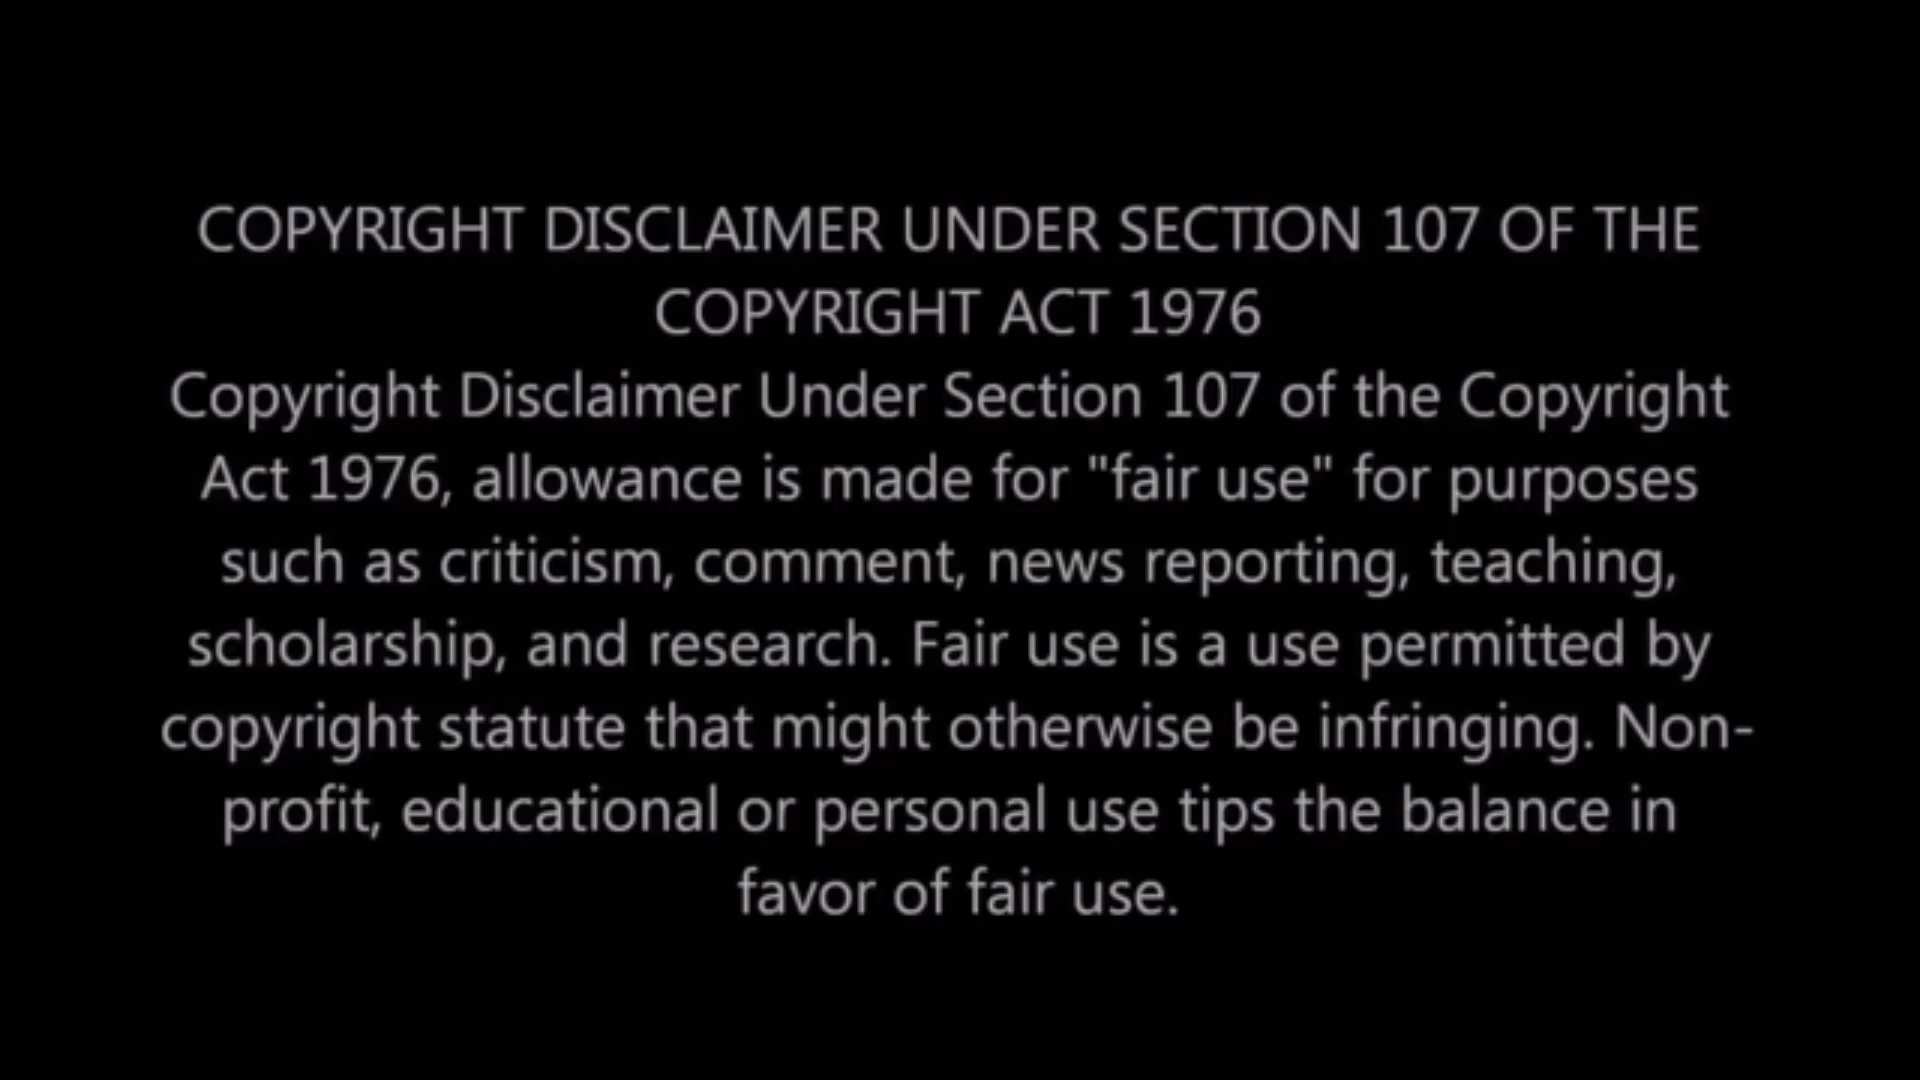 COPYRIGHT DISCLAIMER UNDER SECTION 107 OF THE
COPYRIGHT ACT 1976
Copyright Disclaimer Under Section 107 of the Copyright
Act 1976, allowance is made for "fair use" for purposes
such as criticism, comment, news reporting, teaching,
scholarship, and research. Fair use is a use permitted by
copyright statute that might otherwise be infringing. Non-
profit, educational or personal use tips the balance in
favor of fair use.